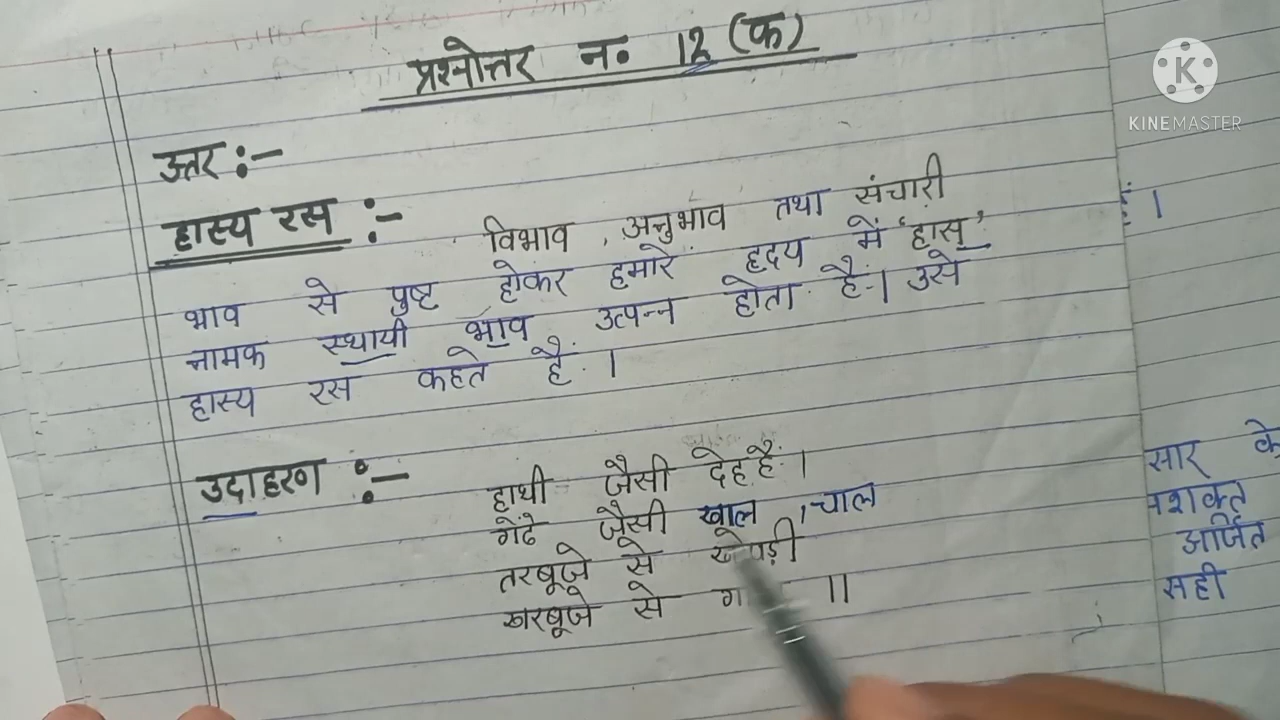 प्रश्नोत्तर न० 12 (क)
उत्तर :-
हास्य रस :- विभाव , अनुभाव तथा संचारी
भाव से पुष्ट होकर हमारे हृदय में 'हास्'
नामक स्थायी भाव उत्पन्न होता है । उसे
हास्य रस कहते हैं ।
उदाहरण :- हाथी जैसी देह है ।
गेंढे जैसी खाल , चाल
तरबूजे से
खरबूजे से ॥
हैं ।
सार के
अर्जित
सही
K
KINEMASTER